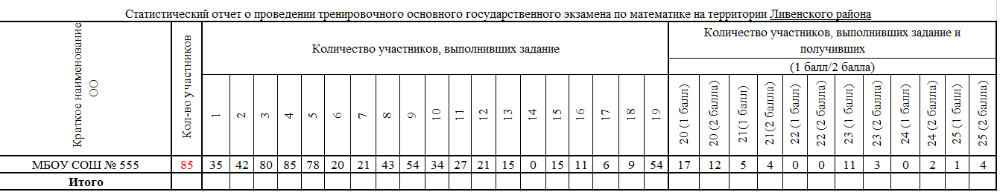 Статистический отчет о проведении тренировочного основного государственного экзамена по математике на территории Ливенского района
Краткое наименование
ОО
Кол-во участников
Количество участников, выполнивших задание
Количество участников, выполнивших задание и
получивших
(1 балл/2 балла)
1 2 3 4 5 6 7 8 9 10 11 12 13 14 15 16 17 18 19 20 (1 балл) 20 (2 балла) 21(1 балл) 21(2 балла) 22 (1 балл) 22 (2 балла) 23 (1 балл) 23 (2 балла) 24 (1 балл) 24 (2 балла) 25 (1 балл) 25 (2 балла)
МБОУ СОШ № 555 85 35 42 80 85 78 20 21 43 54 34 27 21 15 0 15 11 6 9 54 17 12 5 4 0 0 11 3 0 2 1 4
Итого